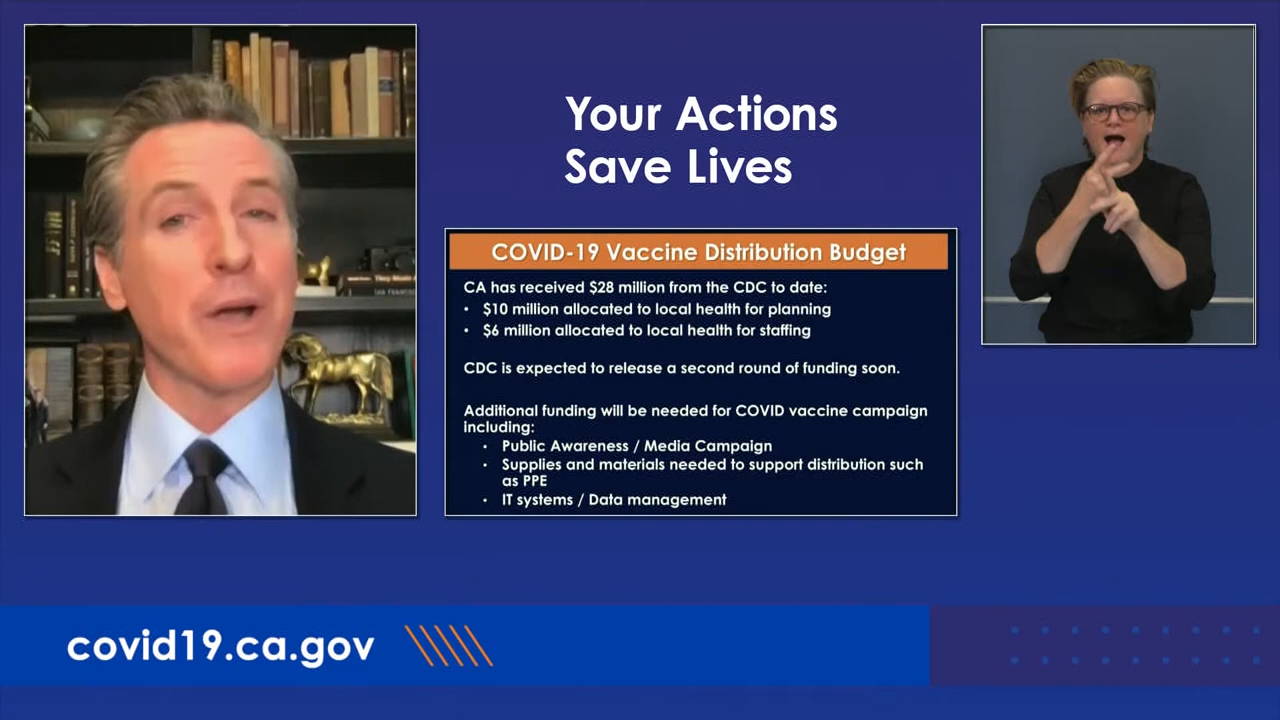 Your Actions
Save Lives
COVID-19 Vaccine Distribution Budget
CA has received $28 million from the CDC to date:
• $10 million allocated to local health for planning
• $6 million allocated to local health for staffing
CDC is expected to release a second round of funding soon.
Additional funding will be needed for COVID vaccine campaign
including:
• Public Awareness / Media Campaign
• Supplies and materials needed to support distribution such
as PPE
• IT systems / Data management
covid19.ca.gov